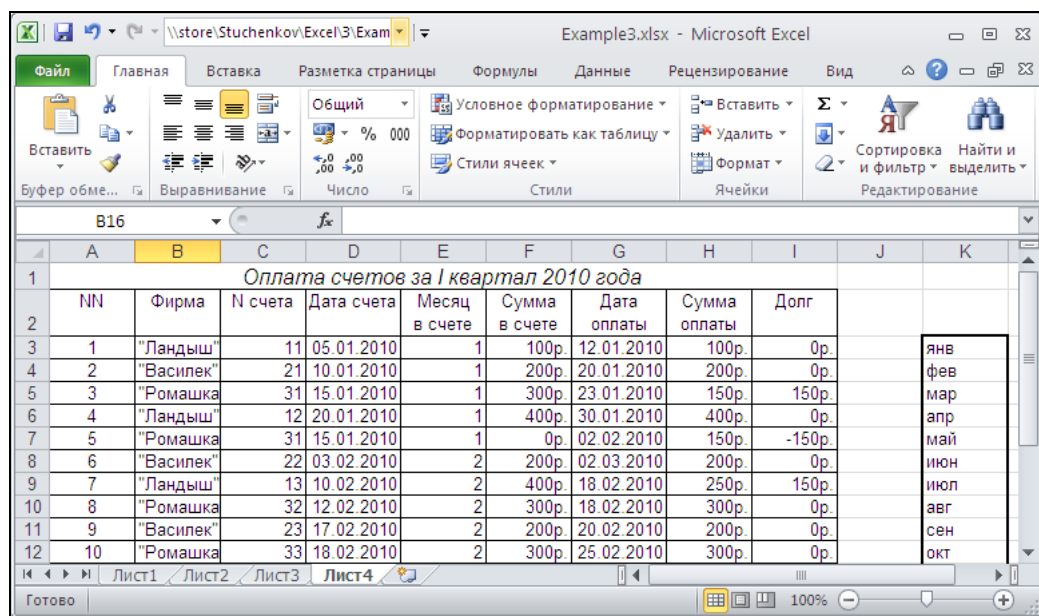 \\store\Stuchenkov\Excel\3\Exam Example3.xlsx - Microsoft Excel
Файл Главная Вставка Разметка страницы Формулы Данные Рецензирование Вид
Вставить
Общий
% 000
Условное форматирование
Форматировать как таблицу
Стили ячеек
Вставить
Удалить
Формат
Сортировка и фильтр
Найти и выделить
Буфер обме... Выравнивание Число Стили Ячейки Редактирование
B16 fx
A B C D E F G H I J K
1 Оплата счетов за I квартал 2010 года
2 NN Фирма N счета Дата счета Месяц в счете Сумма в счете Дата оплаты Сумма оплаты Долг
3 1 "Ландыш" 11 05.01.2010 1 100р. 12.01.2010 100р. 0р. янв
4 2 "Василек" 21 10.01.2010 1 200р. 20.01.2010 200р. 0р. фев
5 3 "Ромашка 31 15.01.2010 1 300р. 23.01.2010 150р. 150р. мар
6 4 "Ландыш" 12 20.01.2010 1 400р. 30.01.2010 400р. 0р. апр
7 5 "Ромашка 31 15.01.2010 1 0р. 02.02.2010 150р. -150р. май
8 6 "Василек" 22 03.02.2010 2 200р. 02.03.2010 200р. 0р. июн
9 7 "Ландыш" 13 10.02.2010 2 400р. 18.02.2010 250р. 150р. июл
10 8 "Ромашка 32 12.02.2010 2 300р. 18.02.2010 300р. 0р. авг
11 9 "Василек" 23 17.02.2010 2 200р. 20.02.2010 200р. 0р. сен
12 10 "Ромашка 33 18.02.2010 2 300р. 25.02.2010 300р. 0р. окт
Лист1 Лист2 Лист3 Лист4
Готово 100%